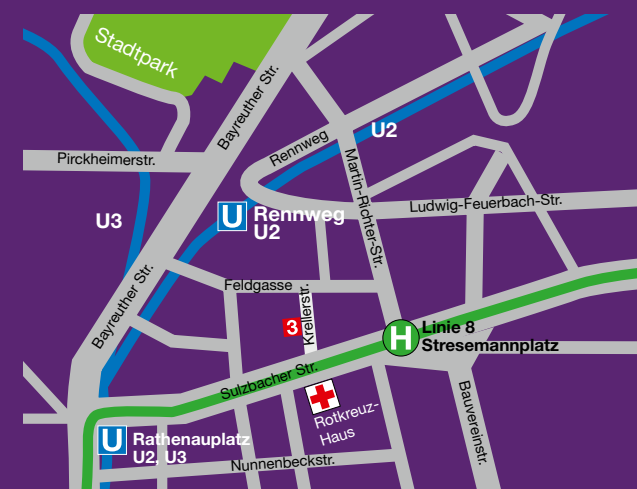 Stadtpark
Bayreuther Str.
U2
Rennweg
Pirckheimerstr.
Martin-Richter-Str.
Ludwig-Feuerbach-Str.
U3
U Rennweg
U2
Feldgasse
Krellerstr.
Bayreuther Str.
3
H Linie 8
Stresemannplatz
Sulzbacher Str.
Rotkreuz-
Haus
Bauvereinstr.
U Rathenauplatz
U2, U3
Nunnenbeckstr.